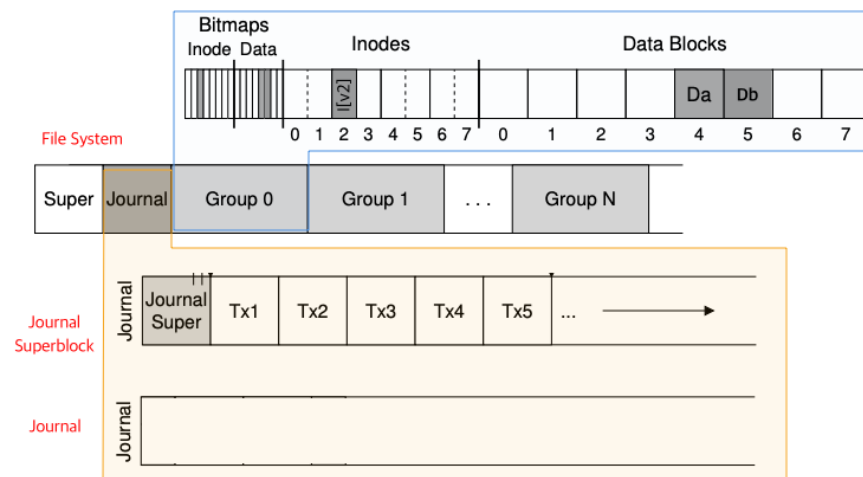 Bitmaps
Inode Data
Inodes
Data Blocks
I[v2]
Da
Db
0 1 2 3 4 5 6 7
0 1 2 3 4 5 6 7
File System
Super
Journal
Group 0
Group 1
. . .
Group N
Journal
Journal
Super
Tx1
Tx2
Tx3
Tx4
Tx5
...
Journal
Superblock
Journal
Journal